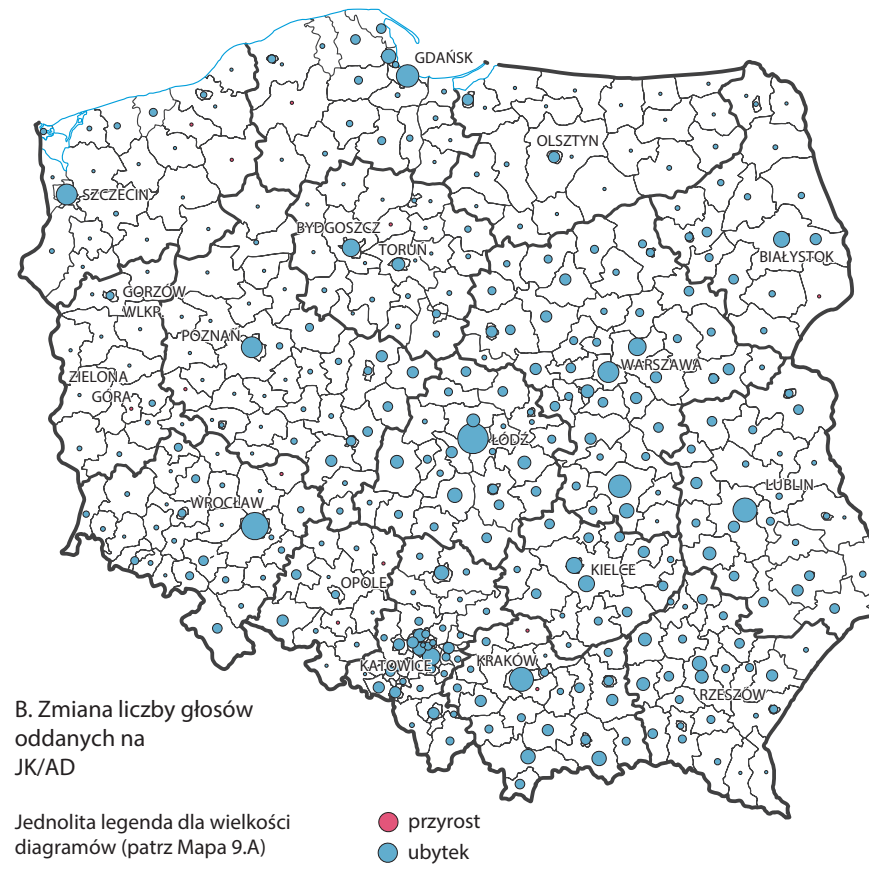 GDAŃSK
OLSZTYN
SZCZECIN
BYDGOSZCZ
TORUŃ
BIAŁYSTOK
GORZÓW
WLKP.
POZNAŃ
WARSZAWA
ZIELONA
GÓRA
ŁÓDŹ
WROCŁAW
LUBLIN
OPOLE
KIELCE
KATOWICE
KRAKÓW
RZESZÓW
B. Zmiana liczby głosów
oddanych na
JK/AD
Jednolita legenda dla wielkości
diagramów (patrz Mapa 9.A)
przyrost
ubytek